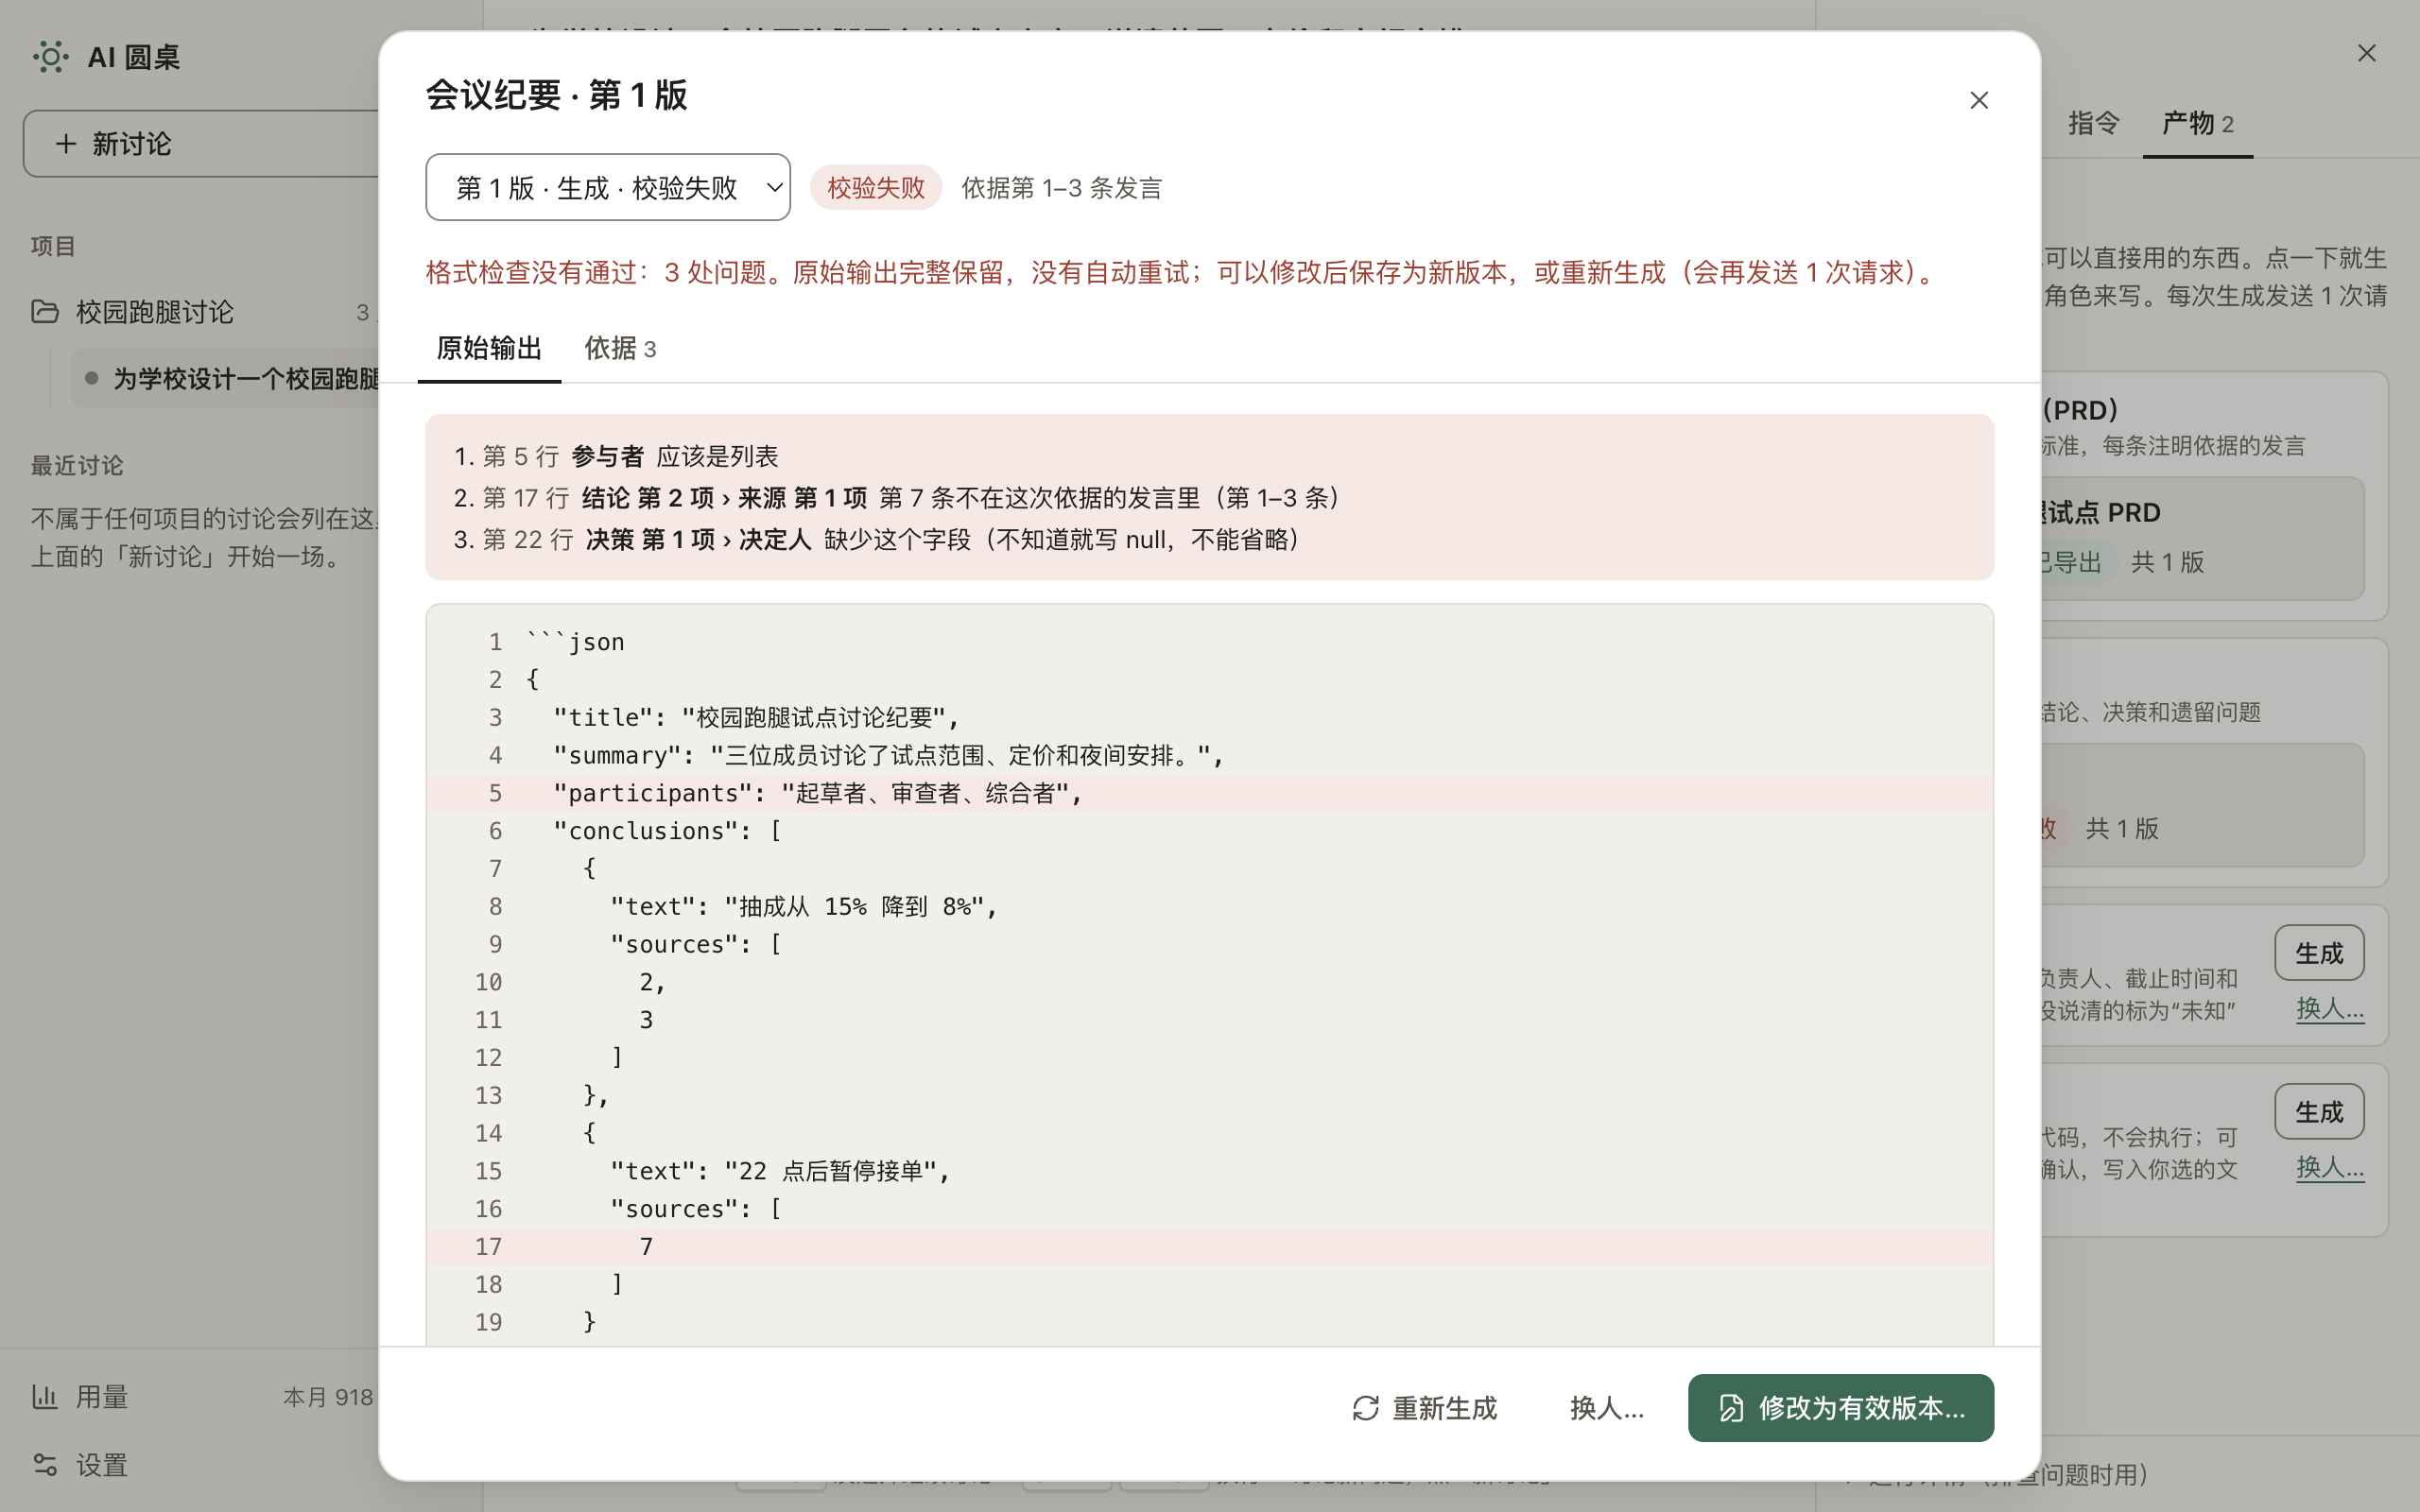 AI 圆桌
新讨论
项目
校园跑腿讨论 3
为学校设计一个校园跑腿
最近讨论
不属于任何项目的讨论会列在这
上面的「新讨论」开始一场。
用量 本月 918
设置
会议纪要 · 第 1 版
第 1 版 · 生成 · 校验失败
校验失败 依据第 1–3 条发言
格式检查没有通过：3 处问题。原始输出完整保留，没有自动重试；可以修改后保存为新版本，或重新生成（会再发送 1 次请求）。
原始输出 依据 3
1. 第 5 行 参与者 应该是列表
2. 第 17 行 结论 第 2 项 › 来源 第 1 项 第 7 条不在这次依据的发言里（第 1–3 条）
3. 第 22 行 决策 第 1 项 › 决定人 缺少这个字段（不知道就写 null，不能省略）
1 ```json
2 {
3 "title": "校园跑腿试点讨论纪要",
4 "summary": "三位成员讨论了试点范围、定价和夜间安排。",
5 "participants": "起草者、审查者、综合者",
6 "conclusions": [
7 {
8 "text": "抽成从 15% 降到 8%",
9 "sources": [
10 2,
11 3
12 ]
13 },
14 {
15 "text": "22 点后暂停接单",
16 "sources": [
17 7
18 ]
19 }
重新生成
换人…
修改为有效版本…
指令 产物 2
可以直接用的东西。点一下就生
角色来写。每次生成发送 1 次请
（PRD）
标准，每条注明依据的发言
试点 PRD
已导出 共 1 版
结论、决策和遗留问题
败 共 1 版
生成
负责人、截止时间和
没说清的标为“未知”
换人…
生成
代码，不会执行；可
确认，写入你选的文
换人…
问题时用）